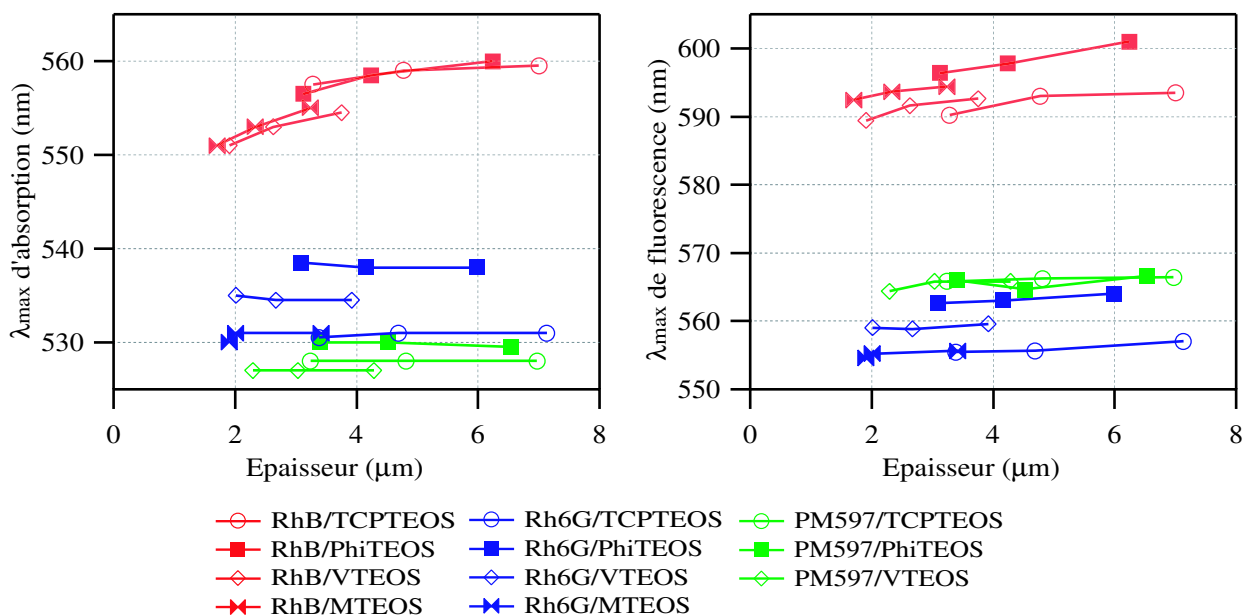 λmax d'absorption (nm)
560
550
540
530
0
2
4
6
8
Epaisseur (μm)
λmax de fluorescence (nm)
600
590
580
570
560
550
0
2
4
6
8
Epaisseur (μm)
RhB/TCPTEOS
RhB/PhiTEOS
RhB/VTEOS
RhB/MTEOS
Rh6G/TCPTEOS
Rh6G/PhiTEOS
Rh6G/VTEOS
Rh6G/MTEOS
PM597/TCPTEOS
PM597/PhiTEOS
PM597/VTEOS